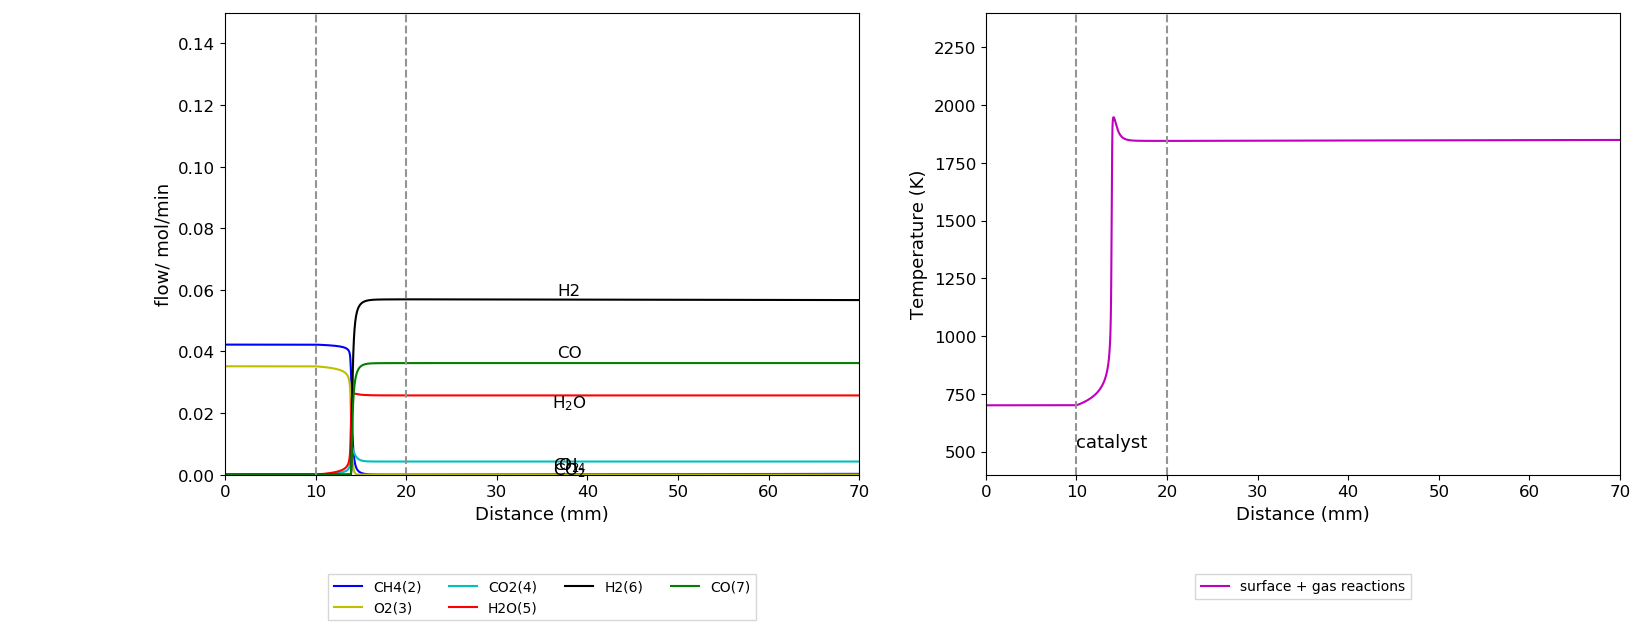 0.14
0.12
0.10
0.08
0.06
0.04
0.02
0.00
flow/ mol/min
0 10 20 30 40 50 60 70
Distance (mm)
H2
CO
H₂O
CH4(2) CO2(4) H2(6) CO(7)
O2(3) H2O(5)
2250
2000
1750
1500
1250
1000
750
500
Temperature (K)
catalyst
0 10 20 30 40 50 60 70
Distance (mm)
surface + gas reactions